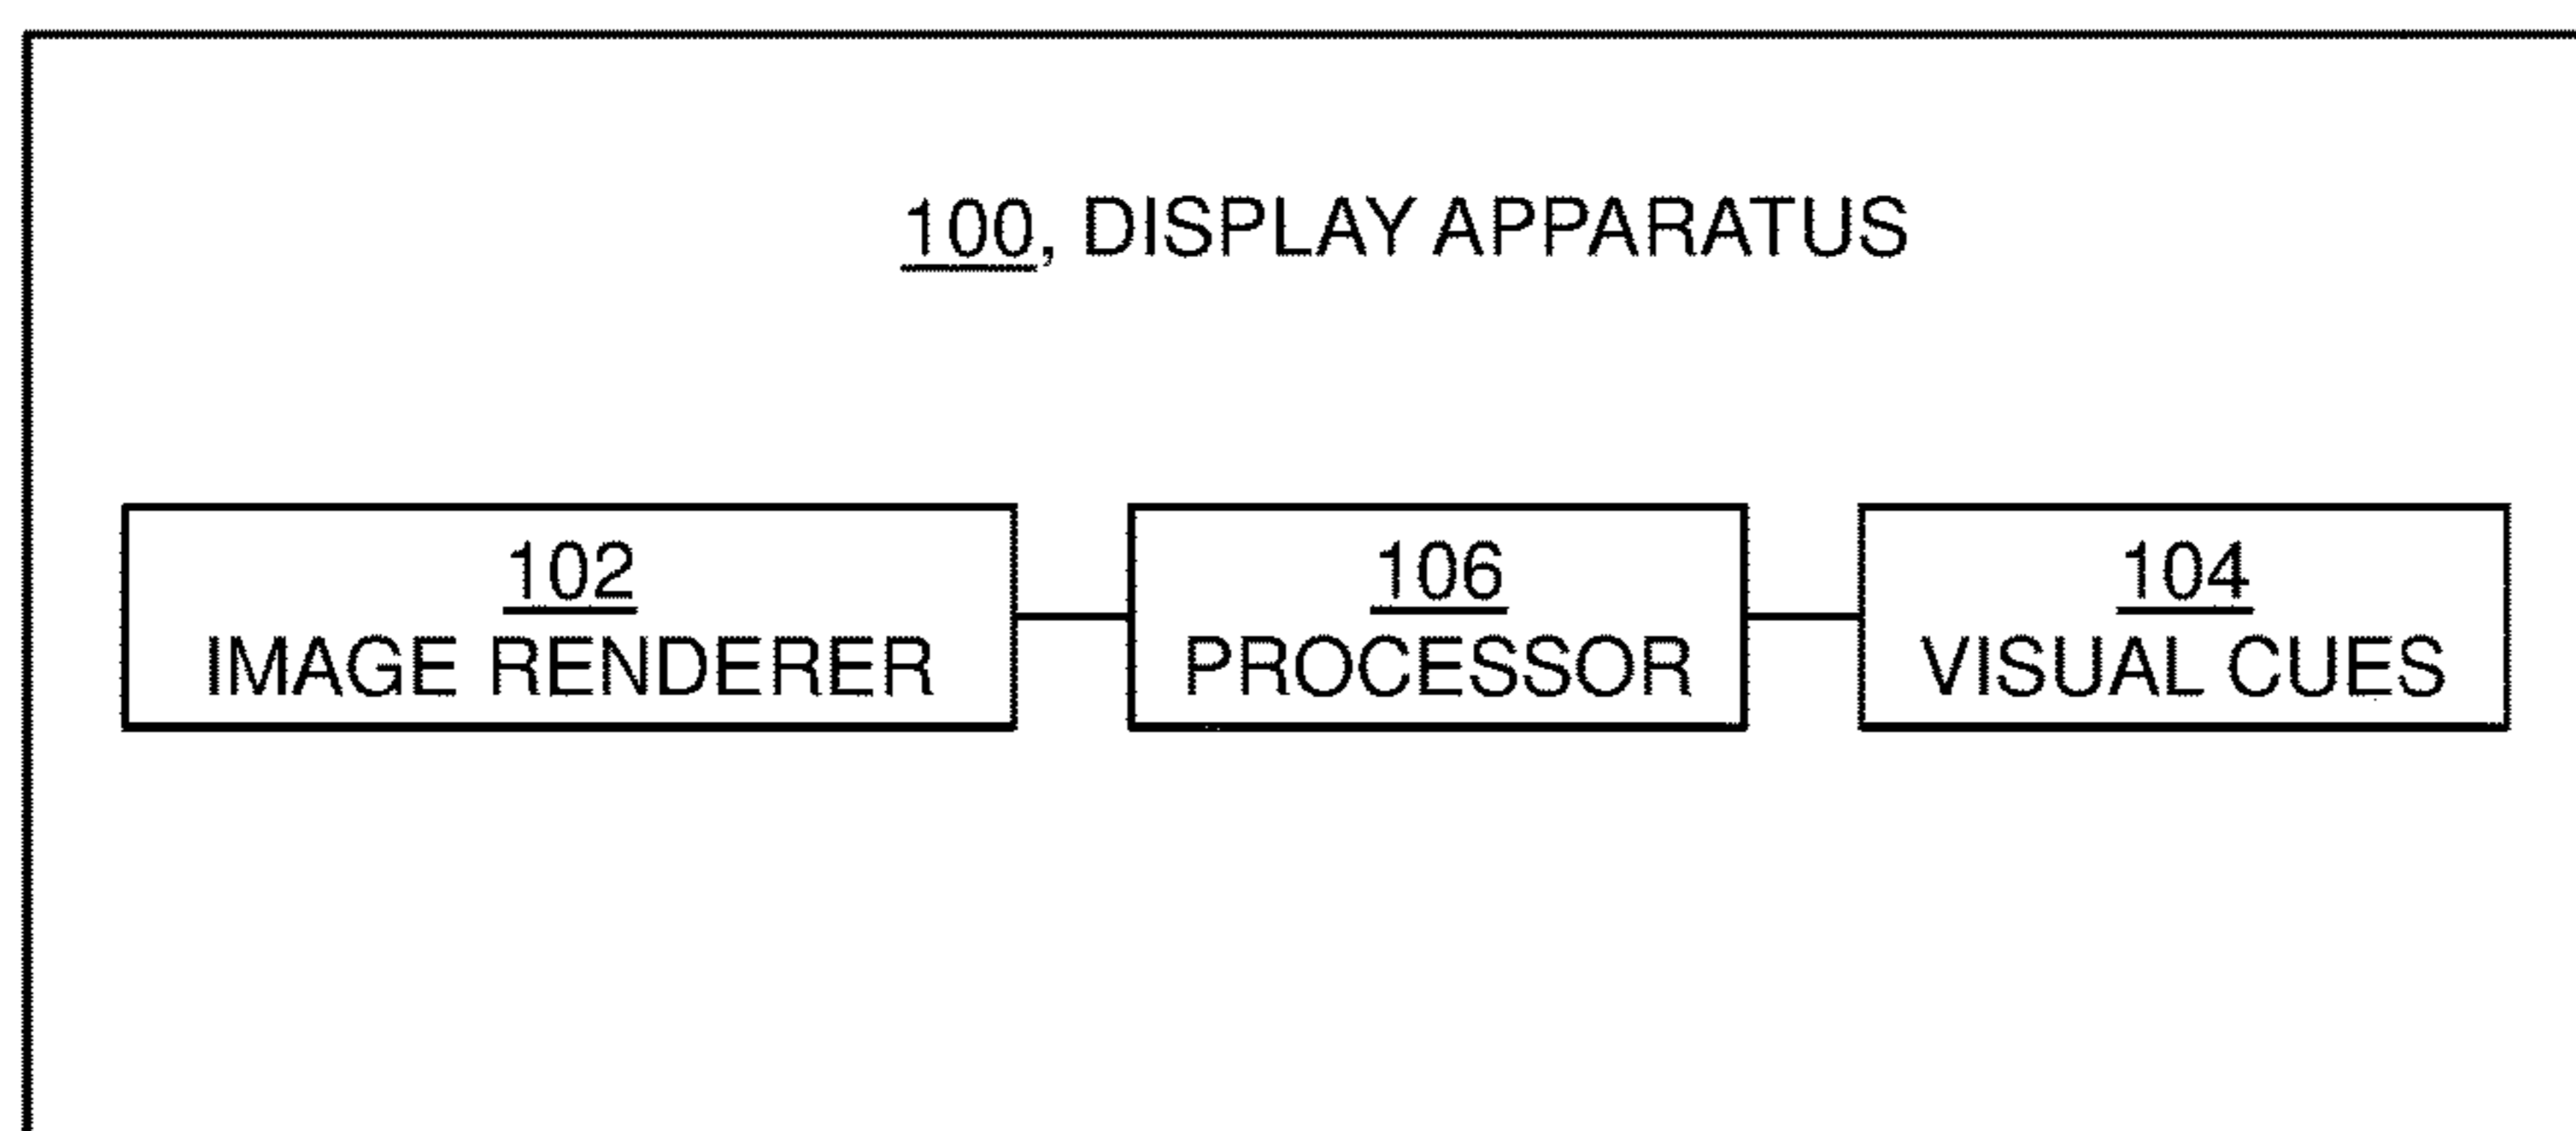 100, DISPLAY APPARATUS
102
IMAGE RENDERER
106
PROCESSOR
104
VISUAL CUES